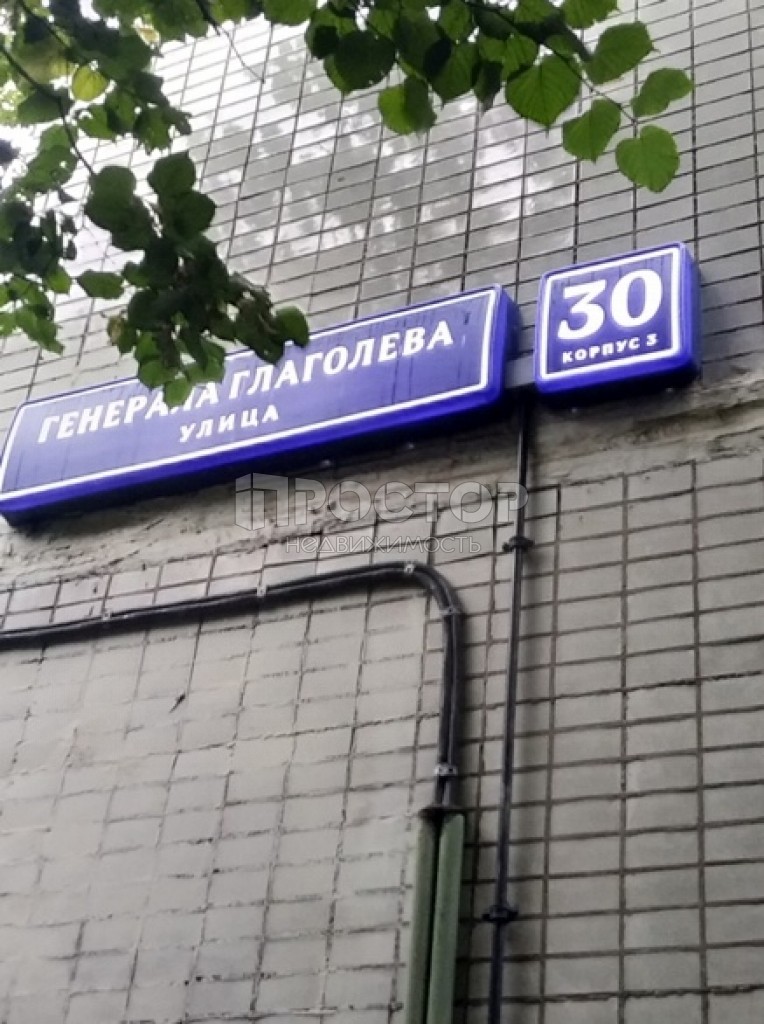 ГЕНЕРАЛА ГЛАГОЛЕВА
УЛИЦА
30
КОРПУС 3
ПРОСТОР
недвижимость